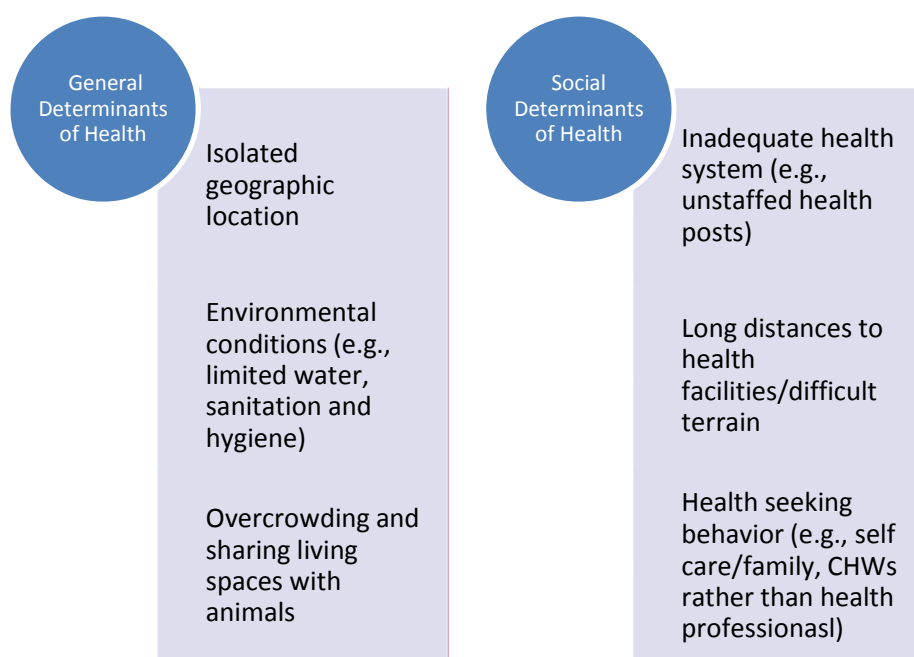 General
Determinants
of Health
Isolated
geographic
location
Environmental
conditions (e.g.,
limited water,
sanitation and
hygiene)
Overcrowding and
sharing living
spaces with
animals
Social
Determinants
of Health
Inadequate health
system (e.g.,
unstaffed health
posts)
Long distances to
health
facilities/difficult
terrain
Health seeking
behavior (e.g., self
care/family, CHWs
rather than health
professionasl)